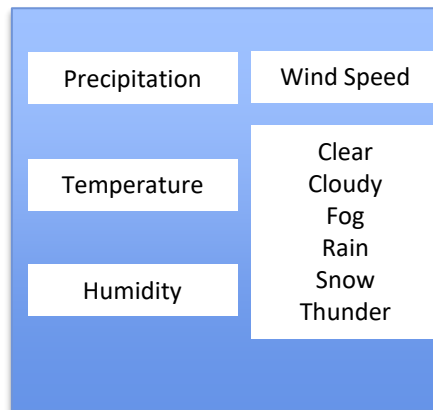 Precipitation
Wind Speed
Temperature
Clear
Cloudy
Fog
Rain
Snow
Thunder
Humidity